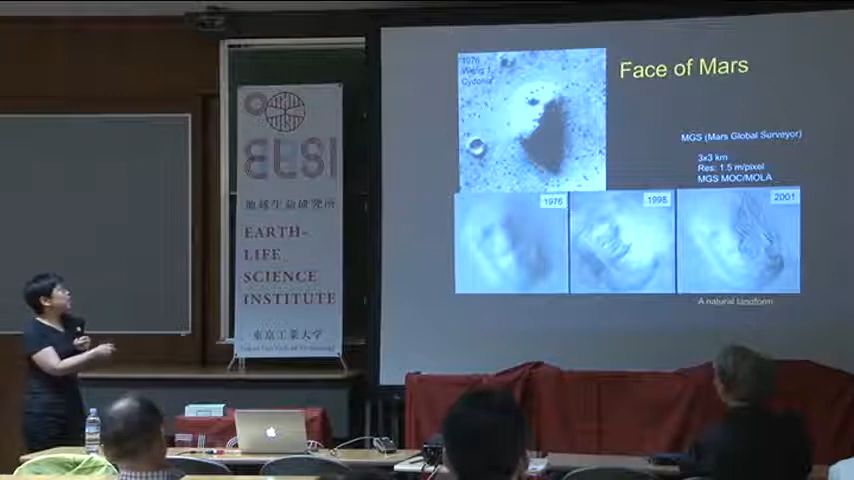 Face of Mars
1976
Cydonia
MGS (Mars Global Surveyor)
3x3 km
Res: 1.5 m/pixel
MGS MOC/MOLA
1976
1998
2001
A natural landform
ELSI
地球生命研究所
EARTH-
LIFE
SCIENCE
INSTITUTE
東京工業大学